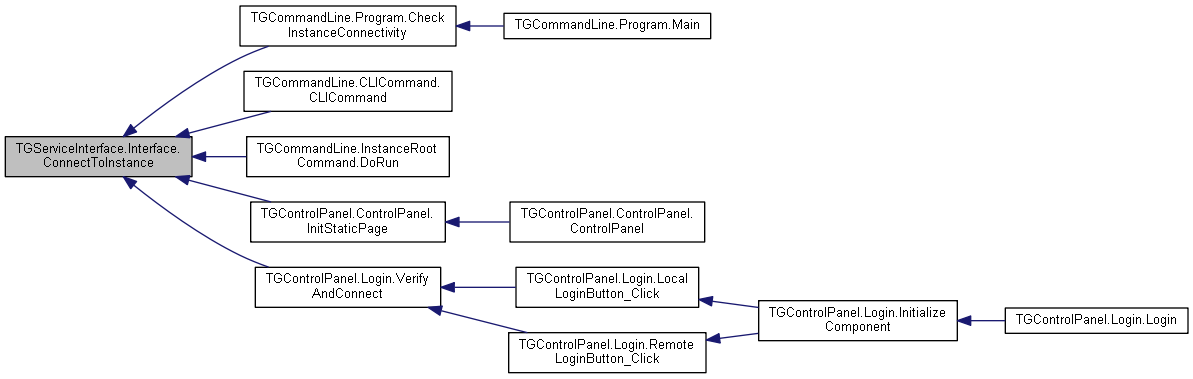 TGCommandLine.Program.Check
InstanceConnectivity
TGCommandLine.Program.Main
TGCommandLine.CLICommand.
CLICommand
TGServiceInterface.Interface.
ConnectToInstance
TGCommandLine.InstanceRoot
Command.DoRun
TGControlPanel.ControlPanel.
InitStaticPage
TGControlPanel.ControlPanel.
ControlPanel
TGControlPanel.Login.Verify
AndConnect
TGControlPanel.Login.Local
LoginButton_Click
TGControlPanel.Login.Remote
LoginButton_Click
TGControlPanel.Login.Initialize
Component
TGControlPanel.Login.Login